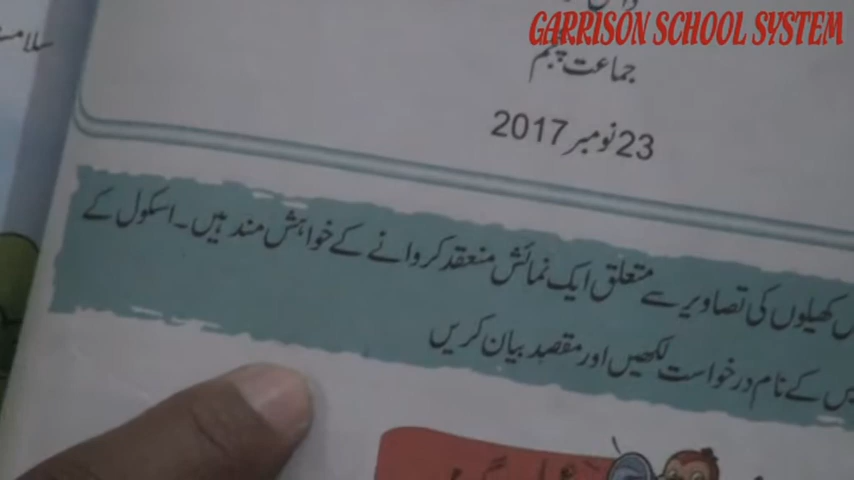 GARRISON SCHOOL SYSTEM
سلامت
جماعت پنجم
23 نومبر 2017
کھیلوں کی تصاویر سے متعلق ایک نمائش منعقد کروانے کے خواہش مند ہیں۔ اسکول کے
کے نام درخواست لکھیں اور مقصد بیان کریں